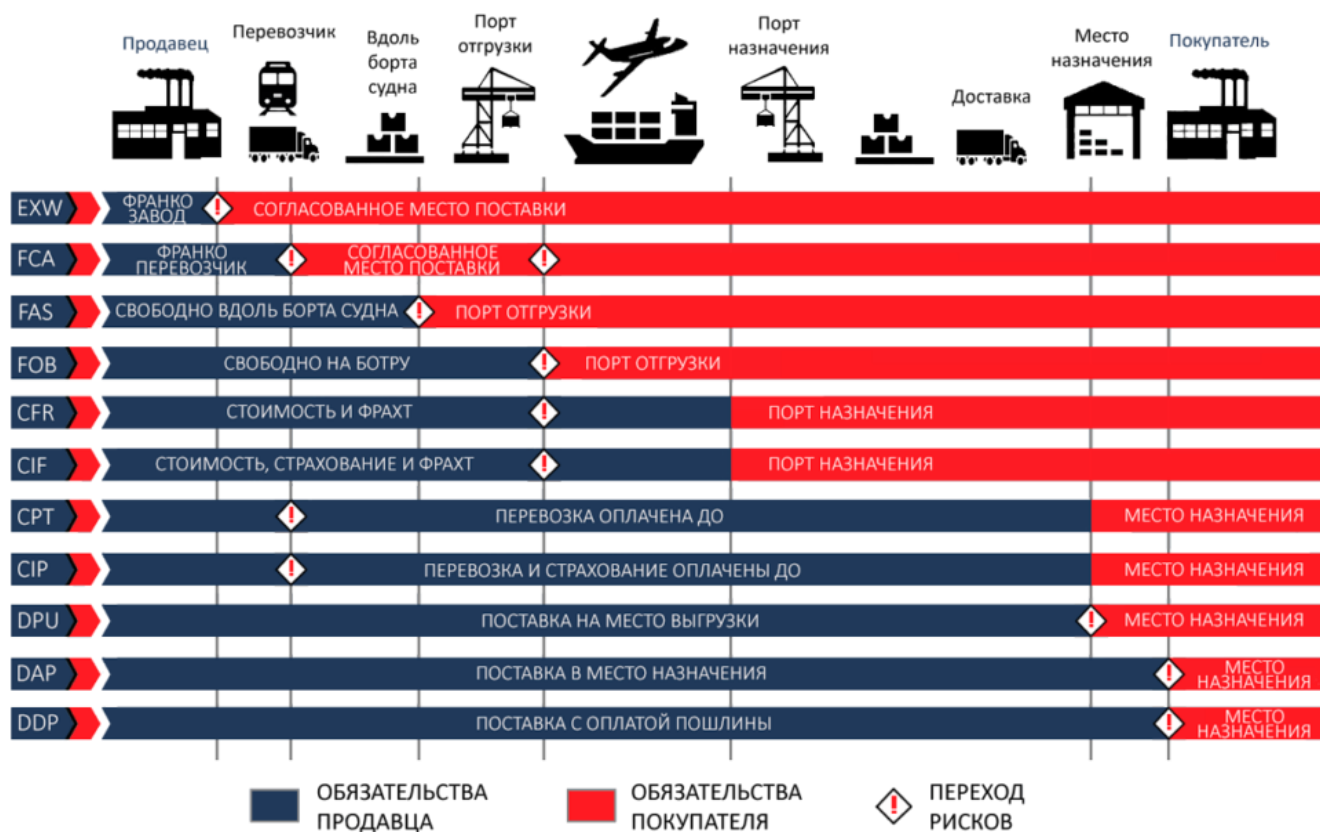 Продавец
Перевозчик
Вдоль
борта
судна
Порт
отгрузки
Порт
назначения
Доставка
Место
назначения
Покупатель
EXW
ФРАНКО
ЗАВОД
СОГЛАСОВАННОЕ МЕСТО ПОСТАВКИ
FCA
ФРАНКО
ПЕРЕВОЗЧИК
СОГЛАСОВАННОЕ
МЕСТО ПОСТАВКИ
FAS
СВОБОДНО ВДОЛЬ БОРТА СУДНА
ПОРТ ОТГРУЗКИ
FOB
СВОБОДНО НА БОТРУ
ПОРТ ОТГРУЗКИ
CFR
СТОИМОСТЬ И ФРАХТ
ПОРТ НАЗНАЧЕНИЯ
CIF
СТОИМОСТЬ, СТРАХОВАНИЕ И ФРАХТ
ПОРТ НАЗНАЧЕНИЯ
CPT
ПЕРЕВОЗКА ОПЛАЧЕНА ДО
МЕСТО НАЗНАЧЕНИЯ
CIP
ПЕРЕВОЗКА И СТРАХОВАНИЕ ОПЛАЧЕНЫ ДО
МЕСТО НАЗНАЧЕНИЯ
DPU
ПОСТАВКА НА МЕСТО ВЫГРУЗКИ
МЕСТО НАЗНАЧЕНИЯ
DAP
ПОСТАВКА В МЕСТО НАЗНАЧЕНИЯ
МЕСТО
НАЗНАЧЕНИЯ
DDP
ПОСТАВКА С ОПЛАТОЙ ПОШЛИНЫ
МЕСТО
НАЗНАЧЕНИЯ
ОБЯЗАТЕЛЬСТВА
ПРОДАВЦА
ОБЯЗАТЕЛЬСТВА
ПОКУПАТЕЛЯ
ПЕРЕХОД
РИСКОВ